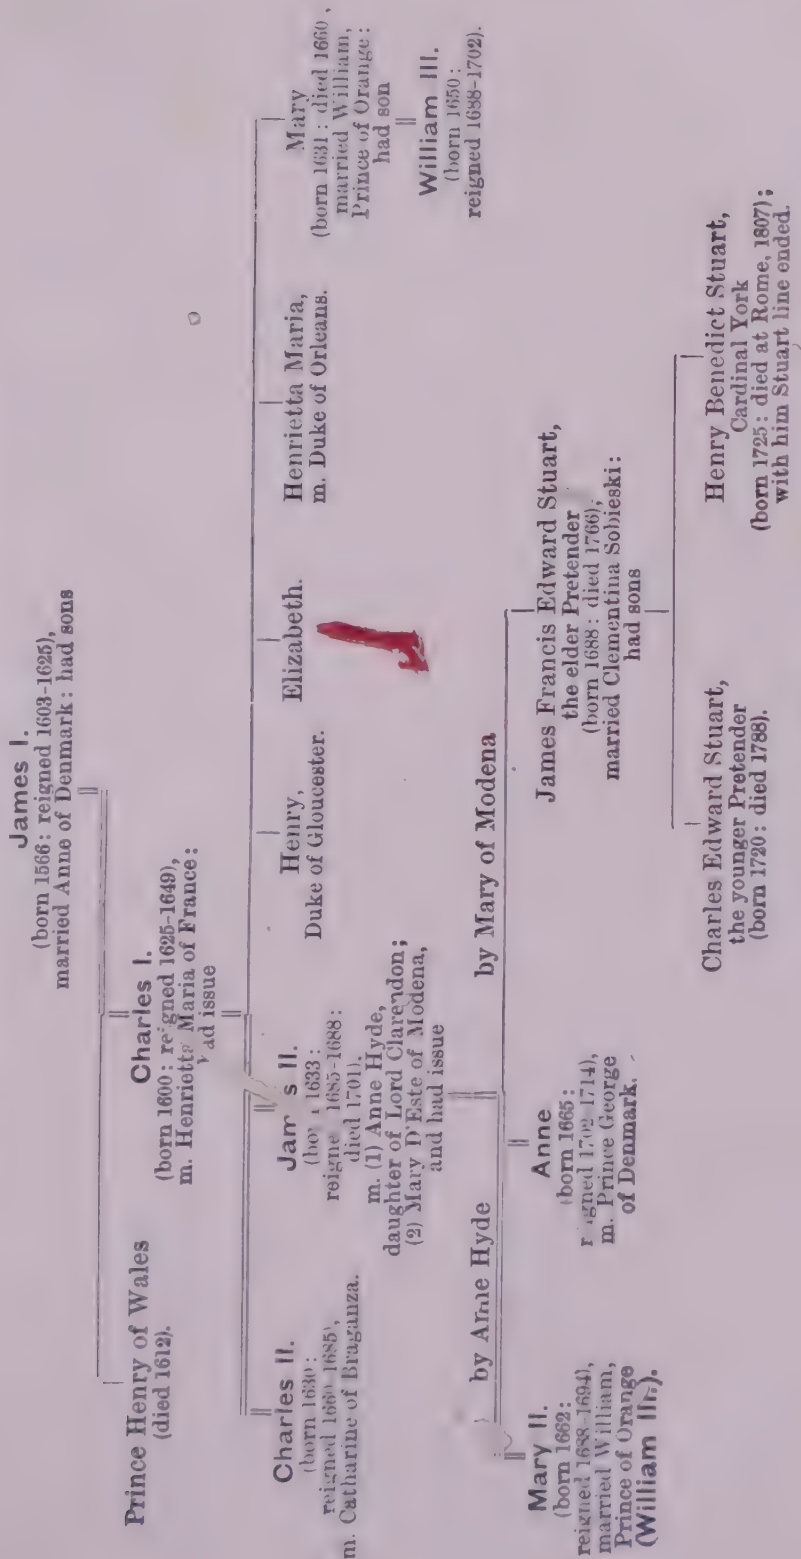 James I.
(born 1566: reigned 1603-1625),
married Anne of Denmark: had sons
Prince Henry of Wales
(died 1612).
Charles I.
(born 1600: reigned 1625-1649),
m. Henrietta Maria of France:
had issue
Charles II.
(born 1630:
reigned 1660-1685),
m. Catharine of Braganza.
James II.
(born 1633:
reigne 1685-1688:
died 1701).
m. (1) Anne Hyde,
daughter of Lord Clarendon;
(2) Mary D'Este of Modena,
and had issue
Henry,
Duke of Gloucester.
Elizabeth.
Henrietta Maria,
m. Duke of Orleans.
Mary
(born 1631: died 1660,
married William,
Prince of Orange:
had son
William III.
(born 1650:
reigned 1688-1702).
by Anne Hyde
by Mary of Modena
Mary II.
(born 1662:
reigned 1688-1694),
married William,
Prince of Orange
(William III.).
Anne
(born 1665:
reigned 1702-1714),
m. Prince George
of Denmark.
James Francis Edward Stuart,
the elder Pretender
(born 1688: died 1766),
married Clementina Sobieski:
had sons
Charles Edward Stuart,
the younger Pretender
(born 1720: died 1788).
Henry Benedict Stuart,
Cardinal York
(born 1725: died at Rome, 1807);
with him Stuart line ended.